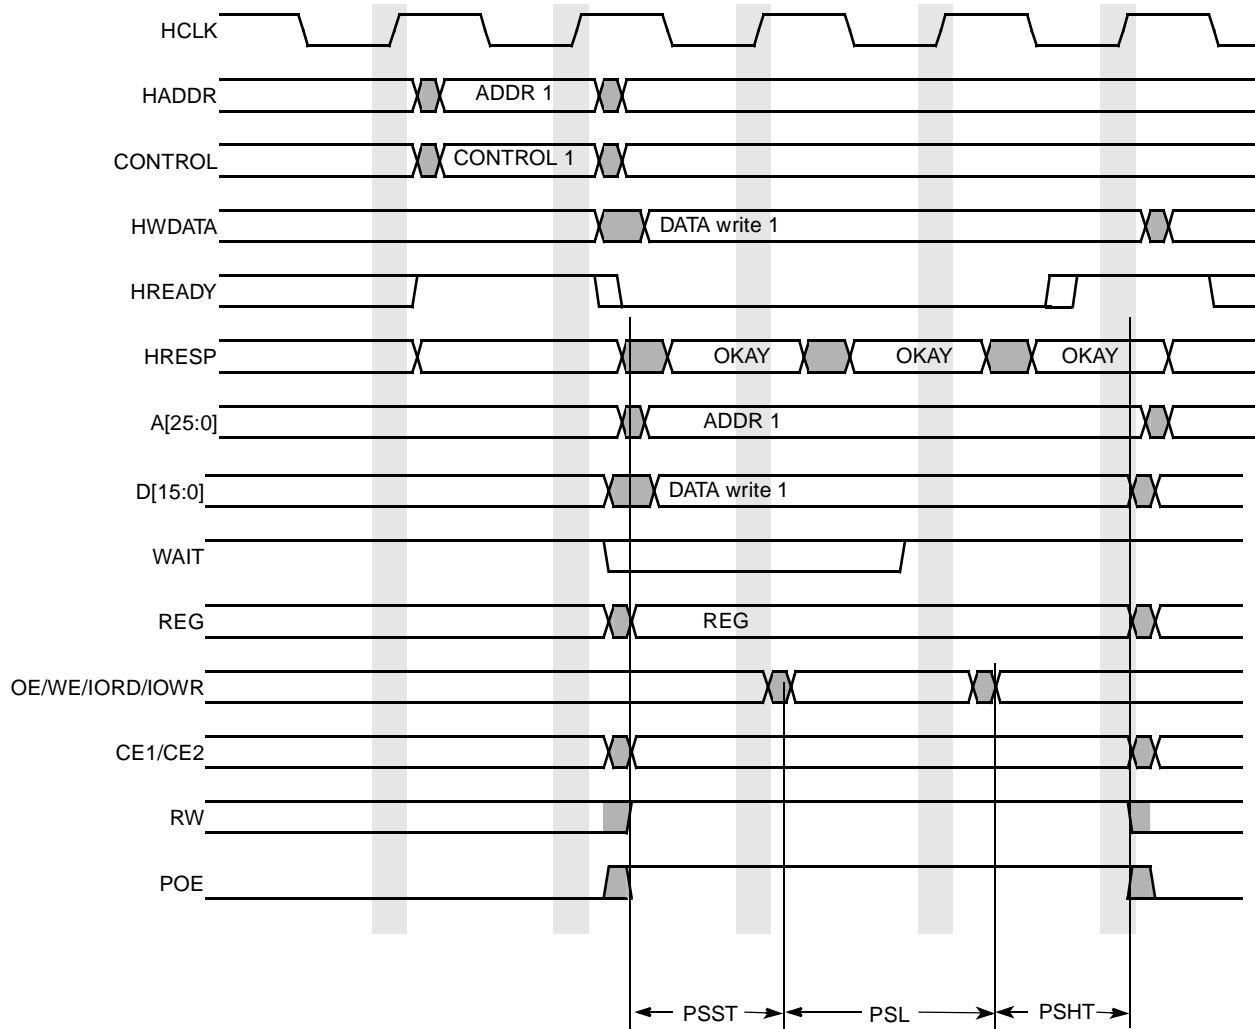 HCLK
HADDR ADDR 1
CONTROL CONTROL 1
HWDATA DATA write 1
HREADY
HRESP OKAY OKAY OKAY
A[25:0] ADDR 1
D[15:0] DATA write 1
WAIT
REG REG
OE/WE/IORD/IOWR
CE1/CE2
RW
POE
PSST PSL PSHT